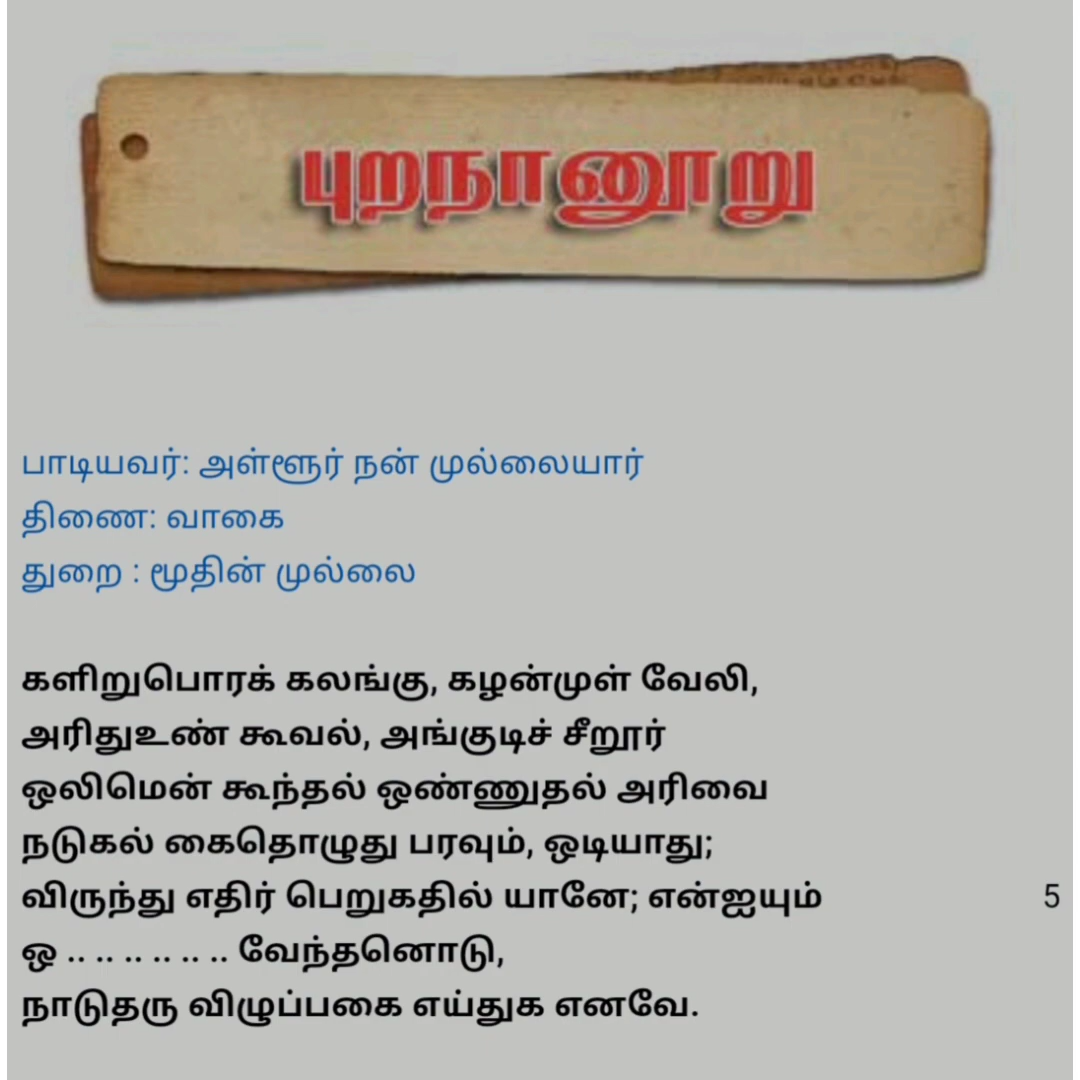 புறநானூறு
பாடியவர்: அள்ளூர் நன் முல்லையார்
திணை: வாகை
துறை : மூதின் முல்லை
களிறுபொரக் கலங்கு, கழன்முள் வேலி,
அரிதுஉண் கூவல், அங்குடிச் சீறூர்
ஒலிமென் கூந்தல் ஒண்ணுதல் அரிவை
நடுகல் கைதொழுது பரவும், ஒடியாது;
விருந்து எதிர் பெறுகதில் யானே; என்ஐயும் 5
ஒ .. .. .. .. .. .. வேந்தனொடு,
நாடுதரு விழுப்பகை எய்துக எனவே.